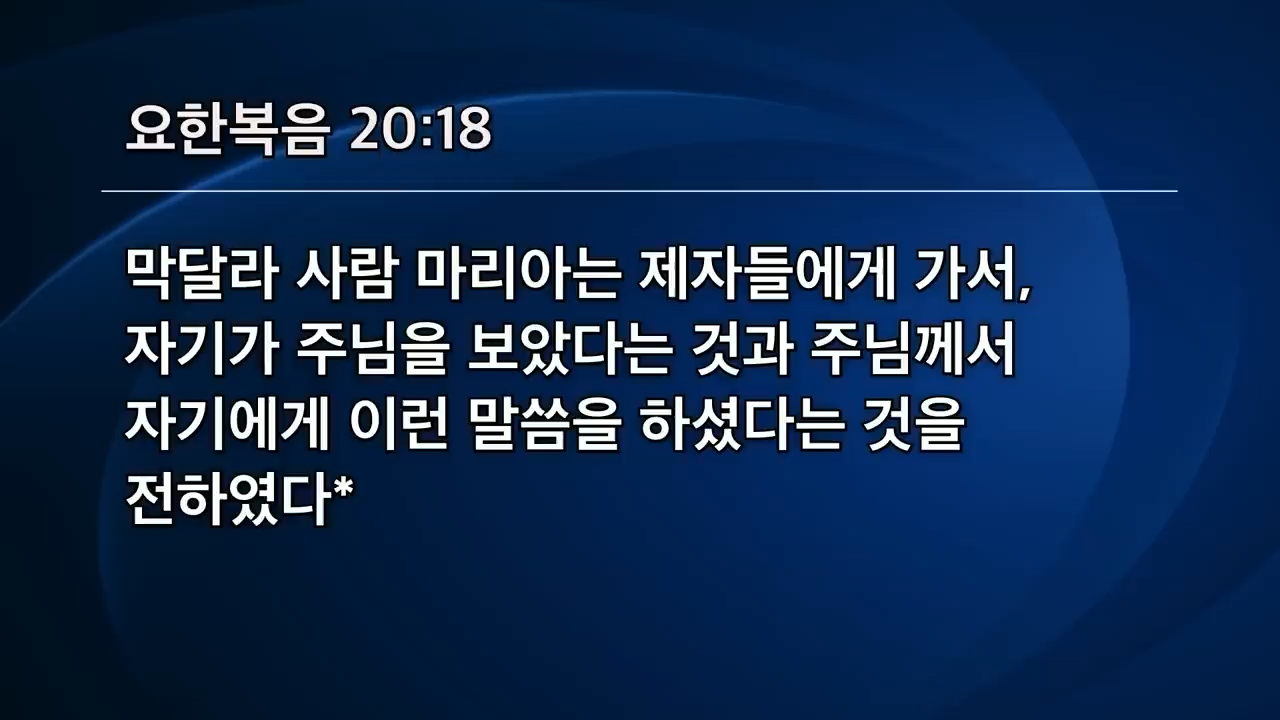 요한복음 20:18
막달라 사람 마리아는 제자들에게 가서,
자기가 주님을 보았다는 것과 주님께서
자기에게 이런 말씀을 하셨다는 것을
전하였다*